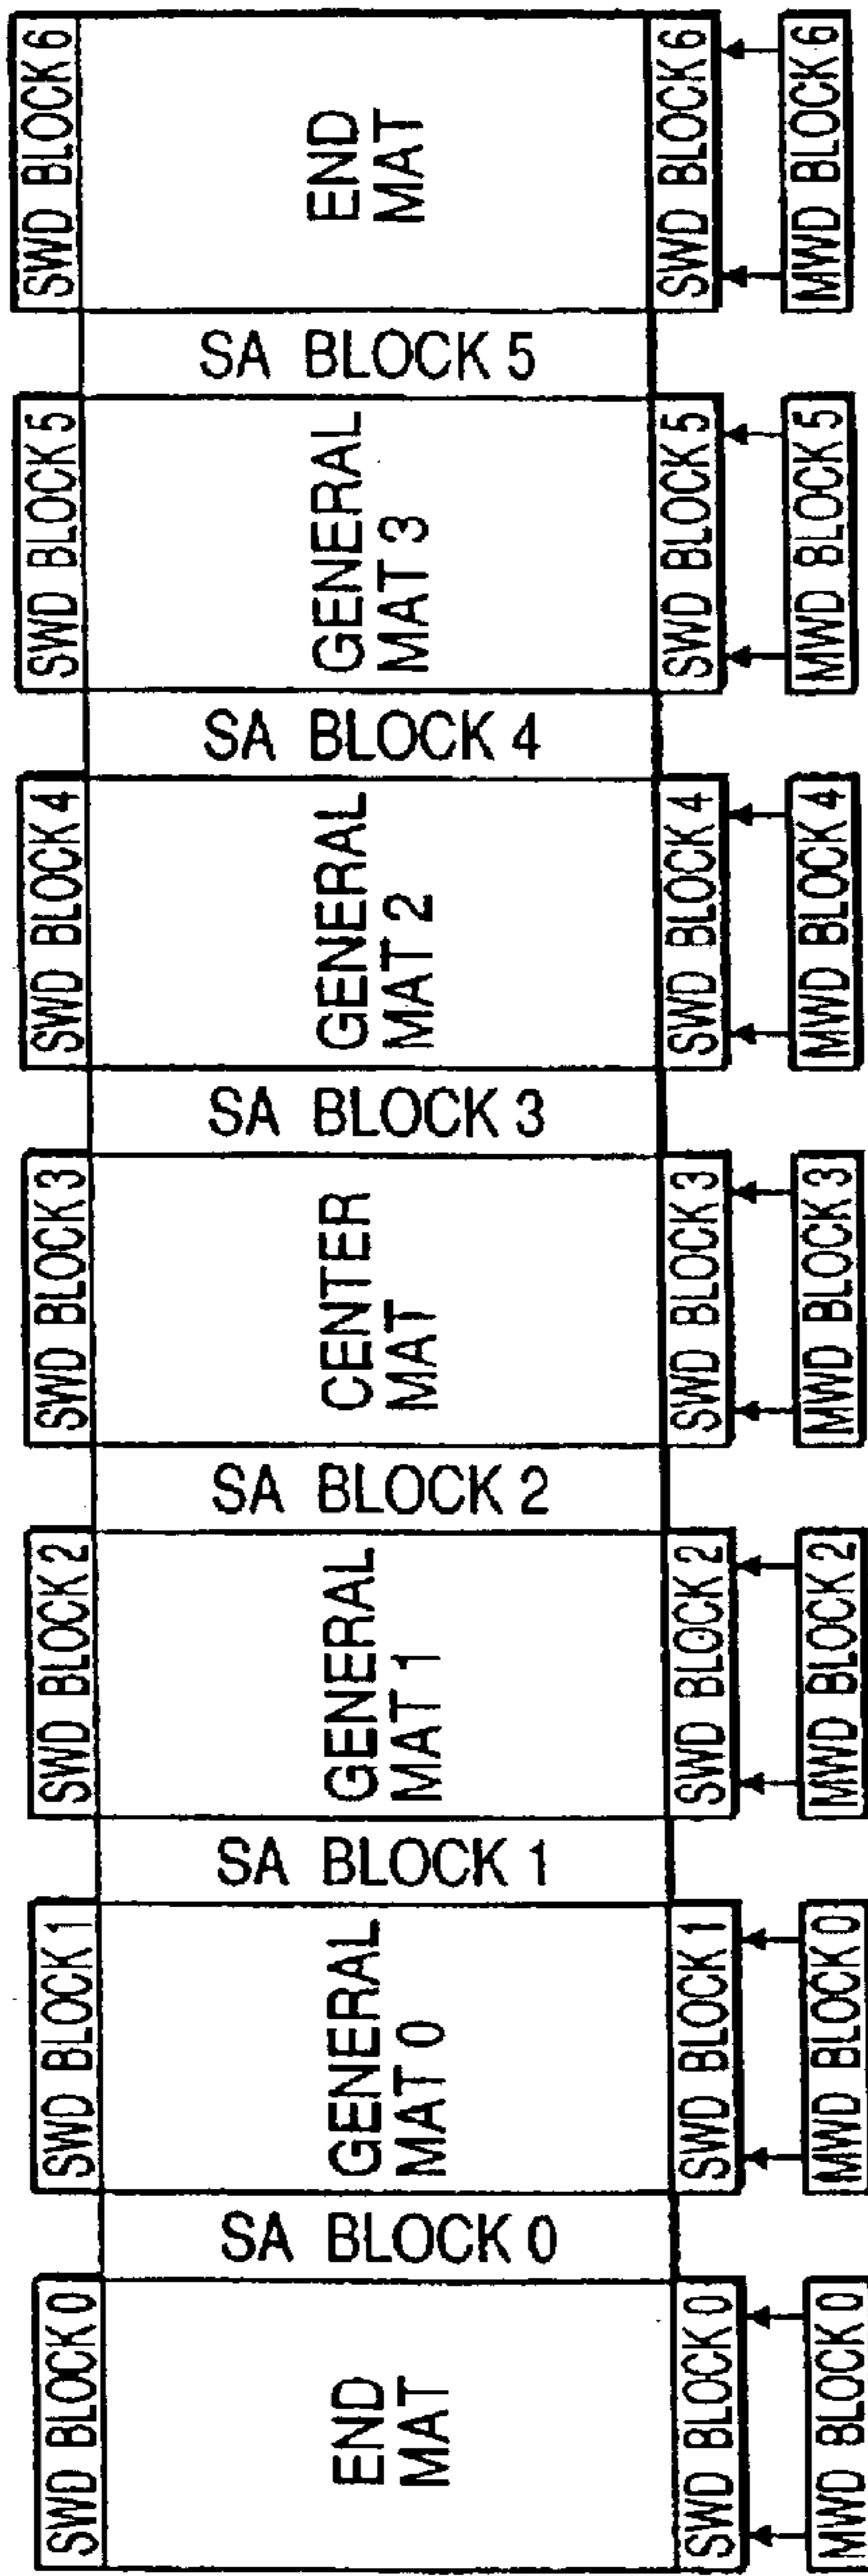 SWD BLOCK 6
END
MAT
SWD BLOCK 6
MWD BLOCK 6
SA BLOCK 5
SWD BLOCK 5
GENERAL
MAT 3
SWD BLOCK 5
MWD BLOCK 5
SA BLOCK 4
SWD BLOCK 4
GENERAL
MAT 2
SWD BLOCK 4
MWD BLOCK 4
SA BLOCK 3
SWD BLOCK 3
CENTER
MAT
SWD BLOCK 3
MWD BLOCK 3
SA BLOCK 2
SWD BLOCK 2
GENERAL
MAT 1
SWD BLOCK 2
MWD BLOCK 2
SA BLOCK 1
SWD BLOCK 1
GENERAL
MAT 0
SWD BLOCK 1
MWD BLOCK 0
SA BLOCK 0
SWD BLOCK 0
END
MAT
SWD BLOCK 0
MWD BLOCK 0